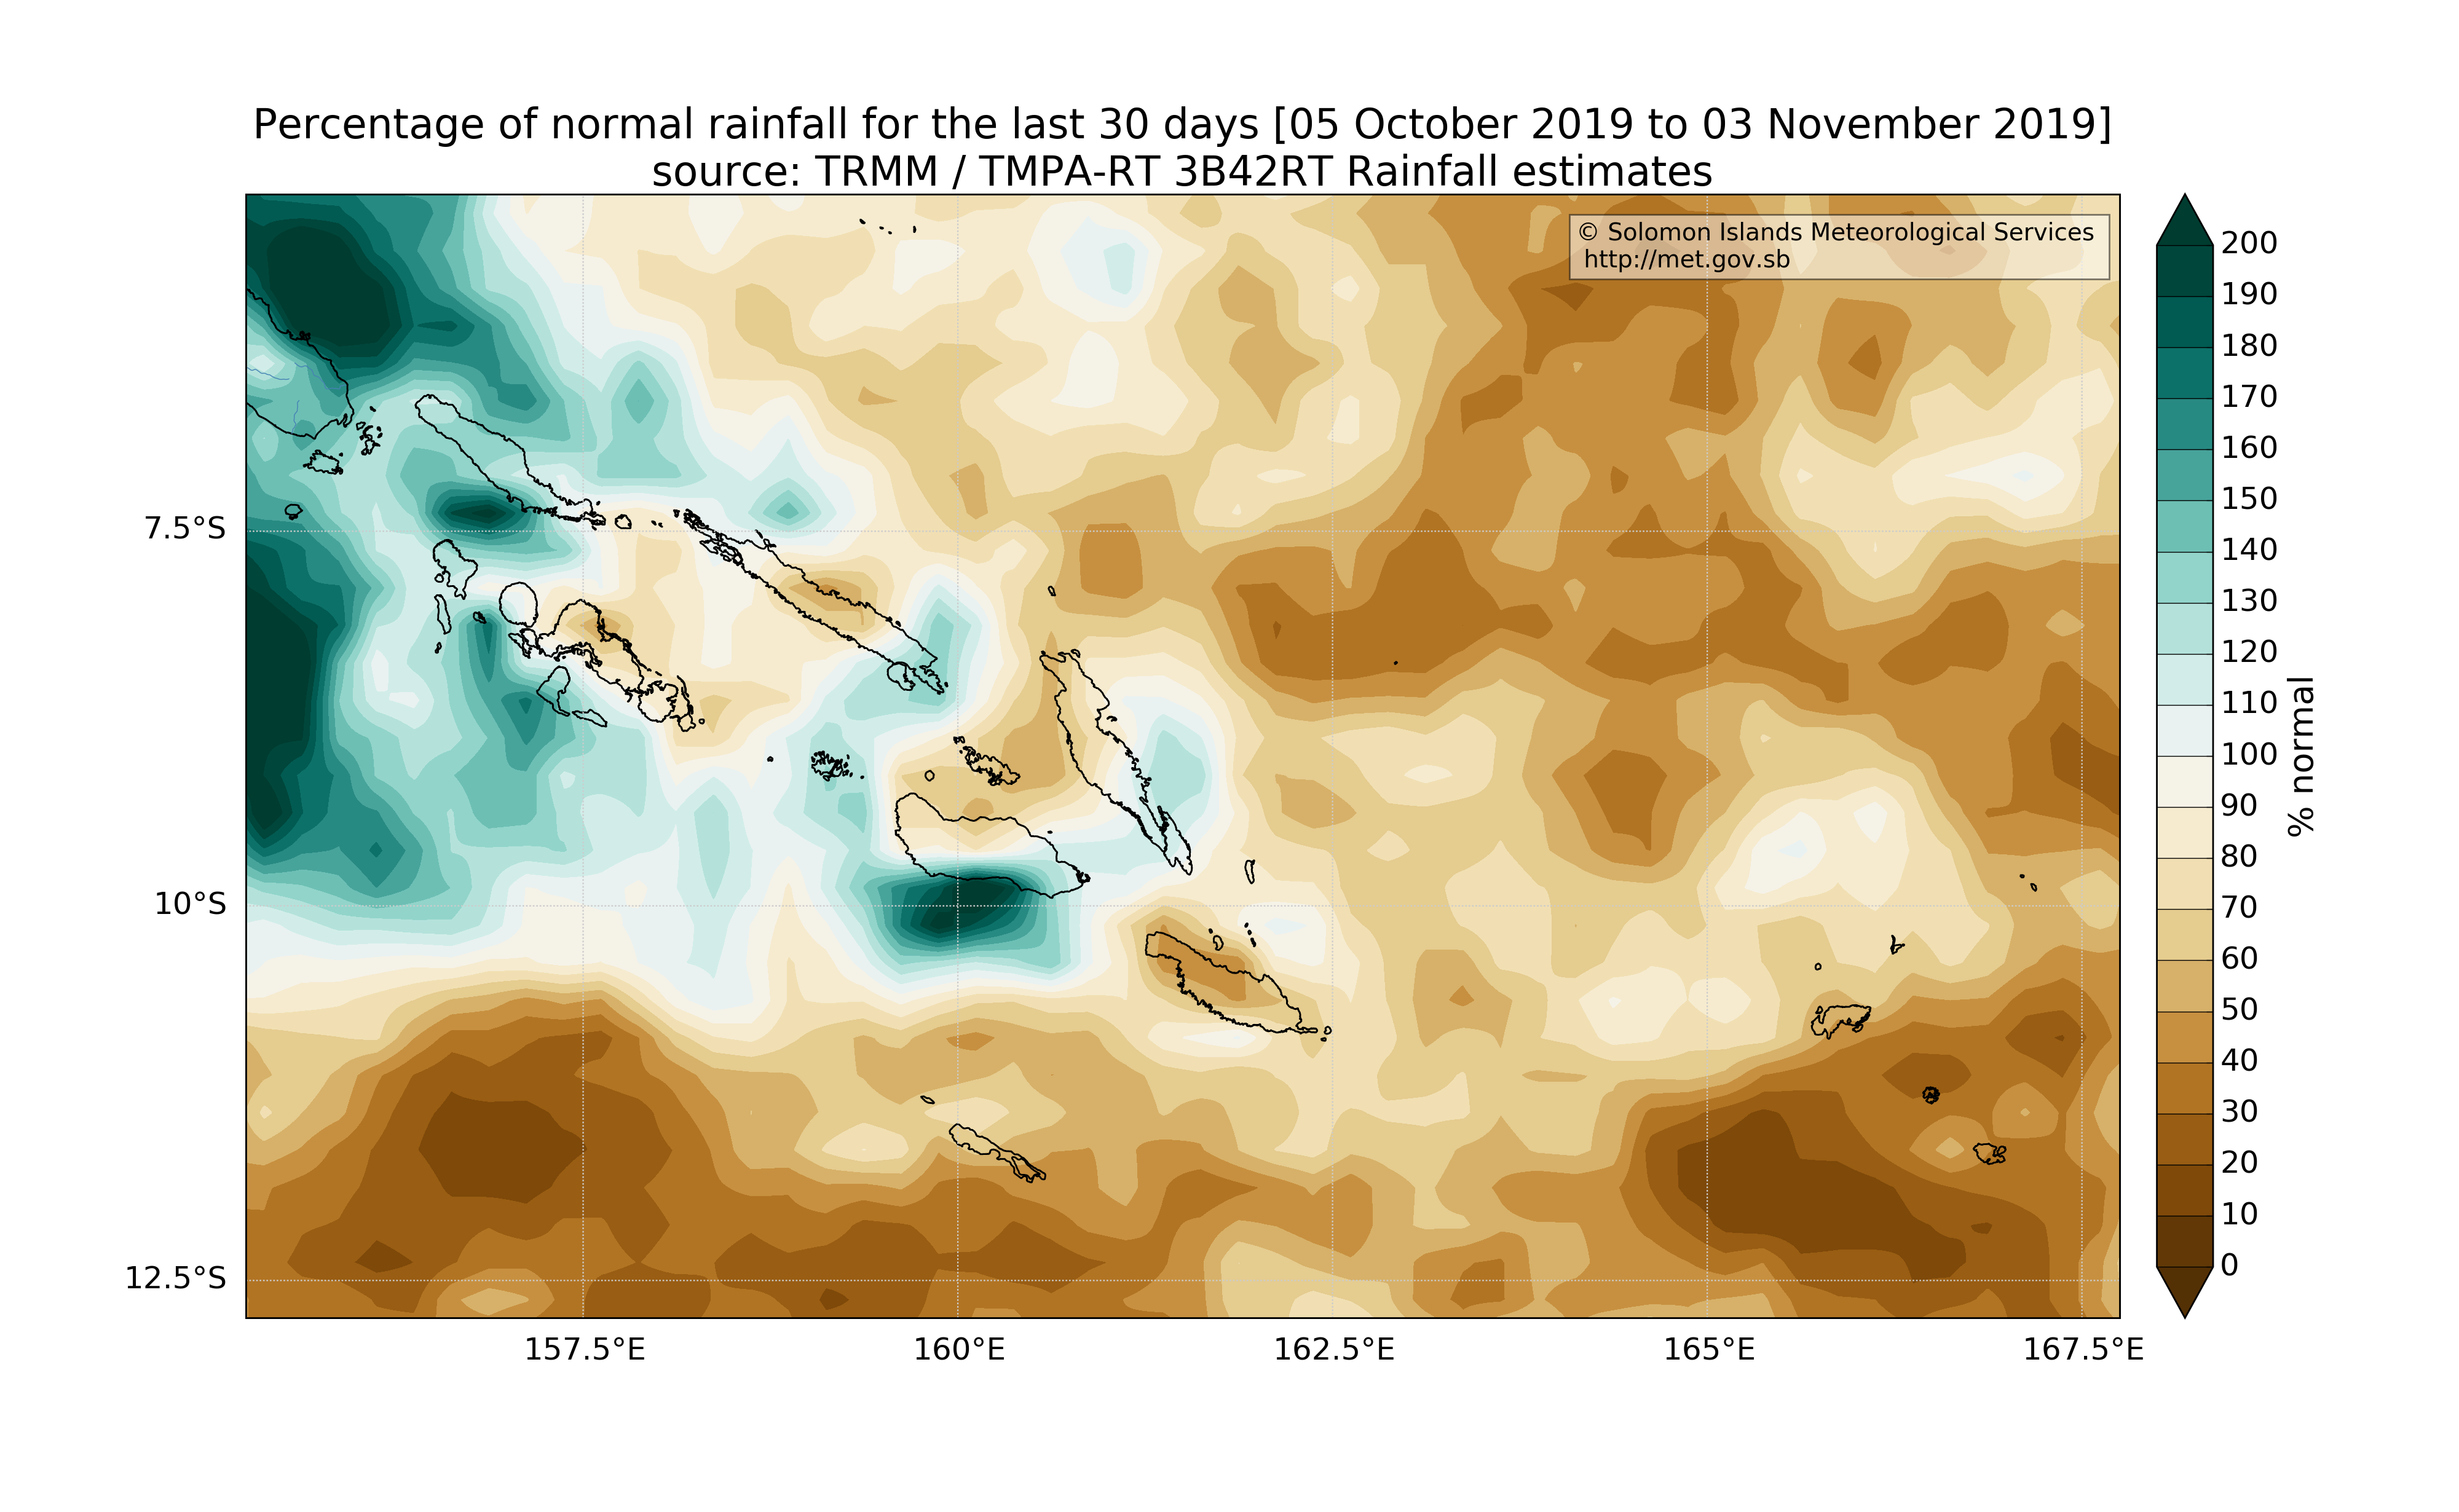 Percentage of normal rainfall for the last 30 days [05 October 2019 to 03 November 2019]
source: TRMM / TMPA-RT 3B42RT Rainfall estimates
© Solomon Islands Meteorological Services
http://met.gov.sb
7.5°S
10°S
12.5°S
157.5°E
160°E
162.5°E
165°E
167.5°E
200
190
180
170
160
150
140
130
120
110
100
90
80
70
60
50
40
30
20
10
0
% normal